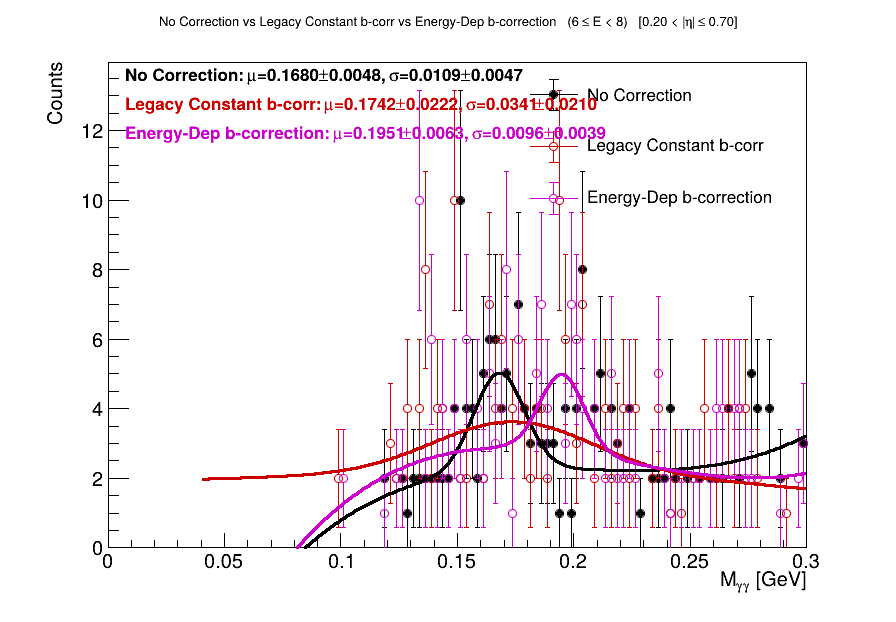 No Correction vs Legacy Constant b-corr vs Energy-Dep b-correction (6 ≤ E < 8) [0.20 < |η| ≤ 0.70]
Counts
No Correction: μ=0.1680±0.0048, σ=0.0109±0.0047
Legacy Constant b-corr: μ=0.1742±0.0222, σ=0.0341±0.0210
Energy-Dep b-correction: μ=0.1951±0.0063, σ=0.0096±0.0039
No Correction
Legacy Constant b-corr
Energy-Dep b-correction
12
10
8
6
4
2
0
0 0.05 0.1 0.15 0.2 0.25 0.3
Mγγ [GeV]